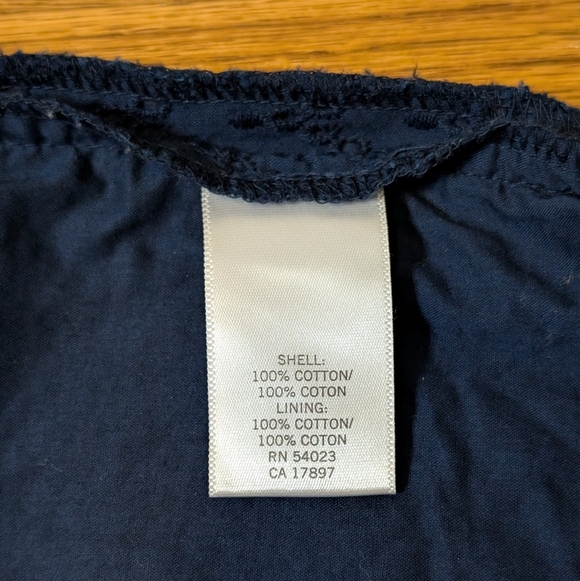 SHELL:
100% COTTON/
100% COTON
LINING:
100% COTTON/
100% COTON
RN 54023
CA 17897